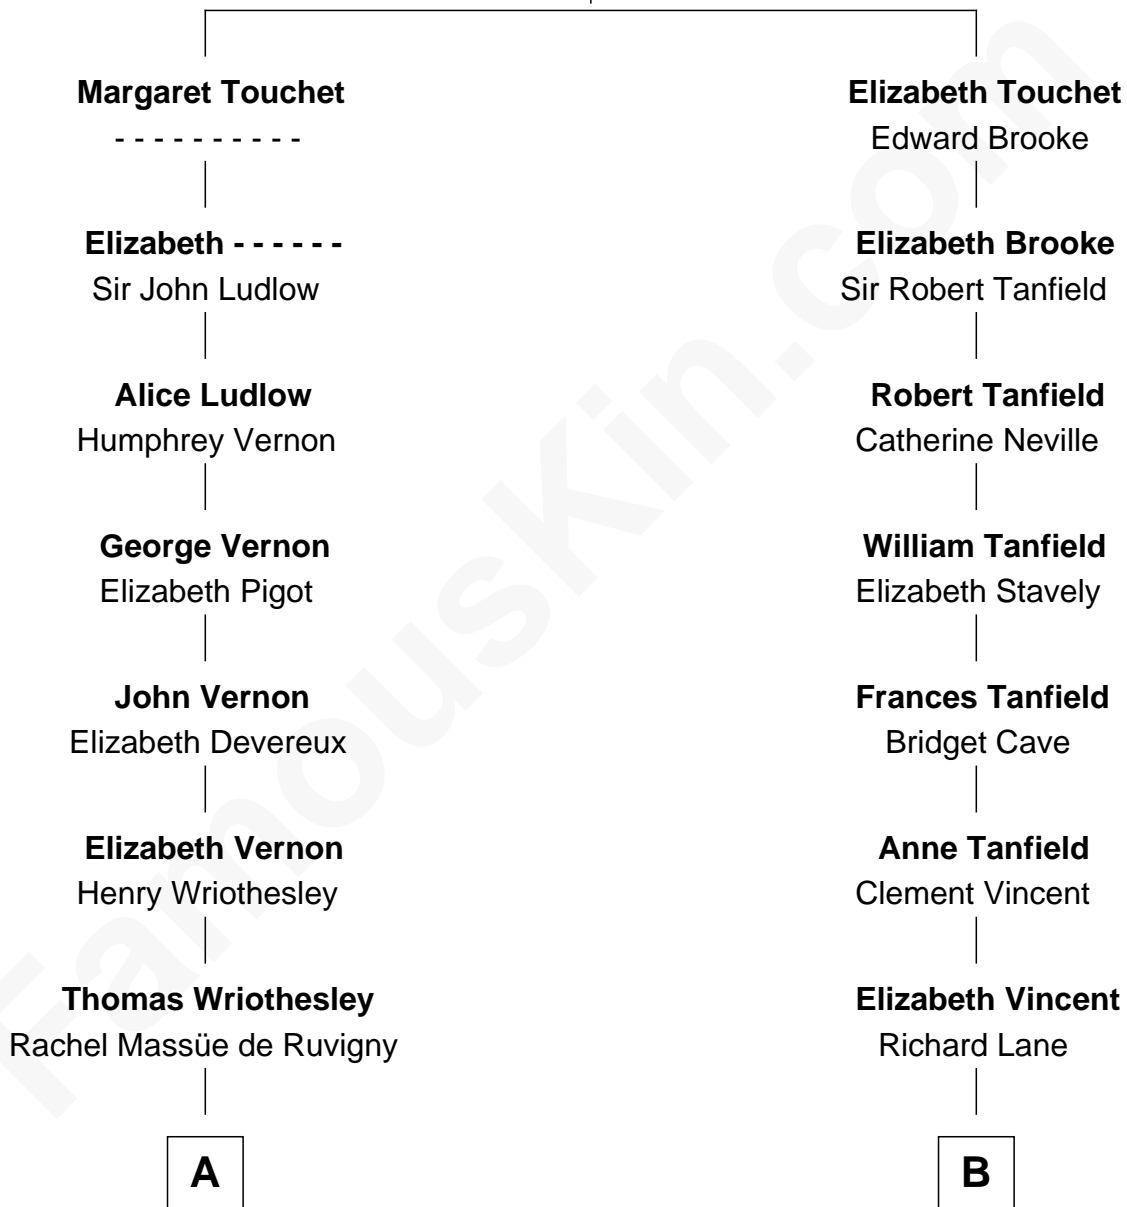 Margaret Touchet
- - - - - - - - - -
Elizabeth - - - - - -
Sir John Ludlow
Alice Ludlow
Humphrey Vernon
George Vernon
Elizabeth Pigot
John Vernon
Elizabeth Devereux
Elizabeth Vernon
Henry Wriothesley
Thomas Wriothesley
Rachel Massüe de Ruvigny
A
Elizabeth Touchet
Edward Brooke
Elizabeth Brooke
Sir Robert Tanfield
Robert Tanfield
Catherine Neville
William Tanfield
Elizabeth Stavely
Frances Tanfield
Bridget Cave
Anne Tanfield
Clement Vincent
Elizabeth Vincent
Richard Lane
B
FamousKin.com